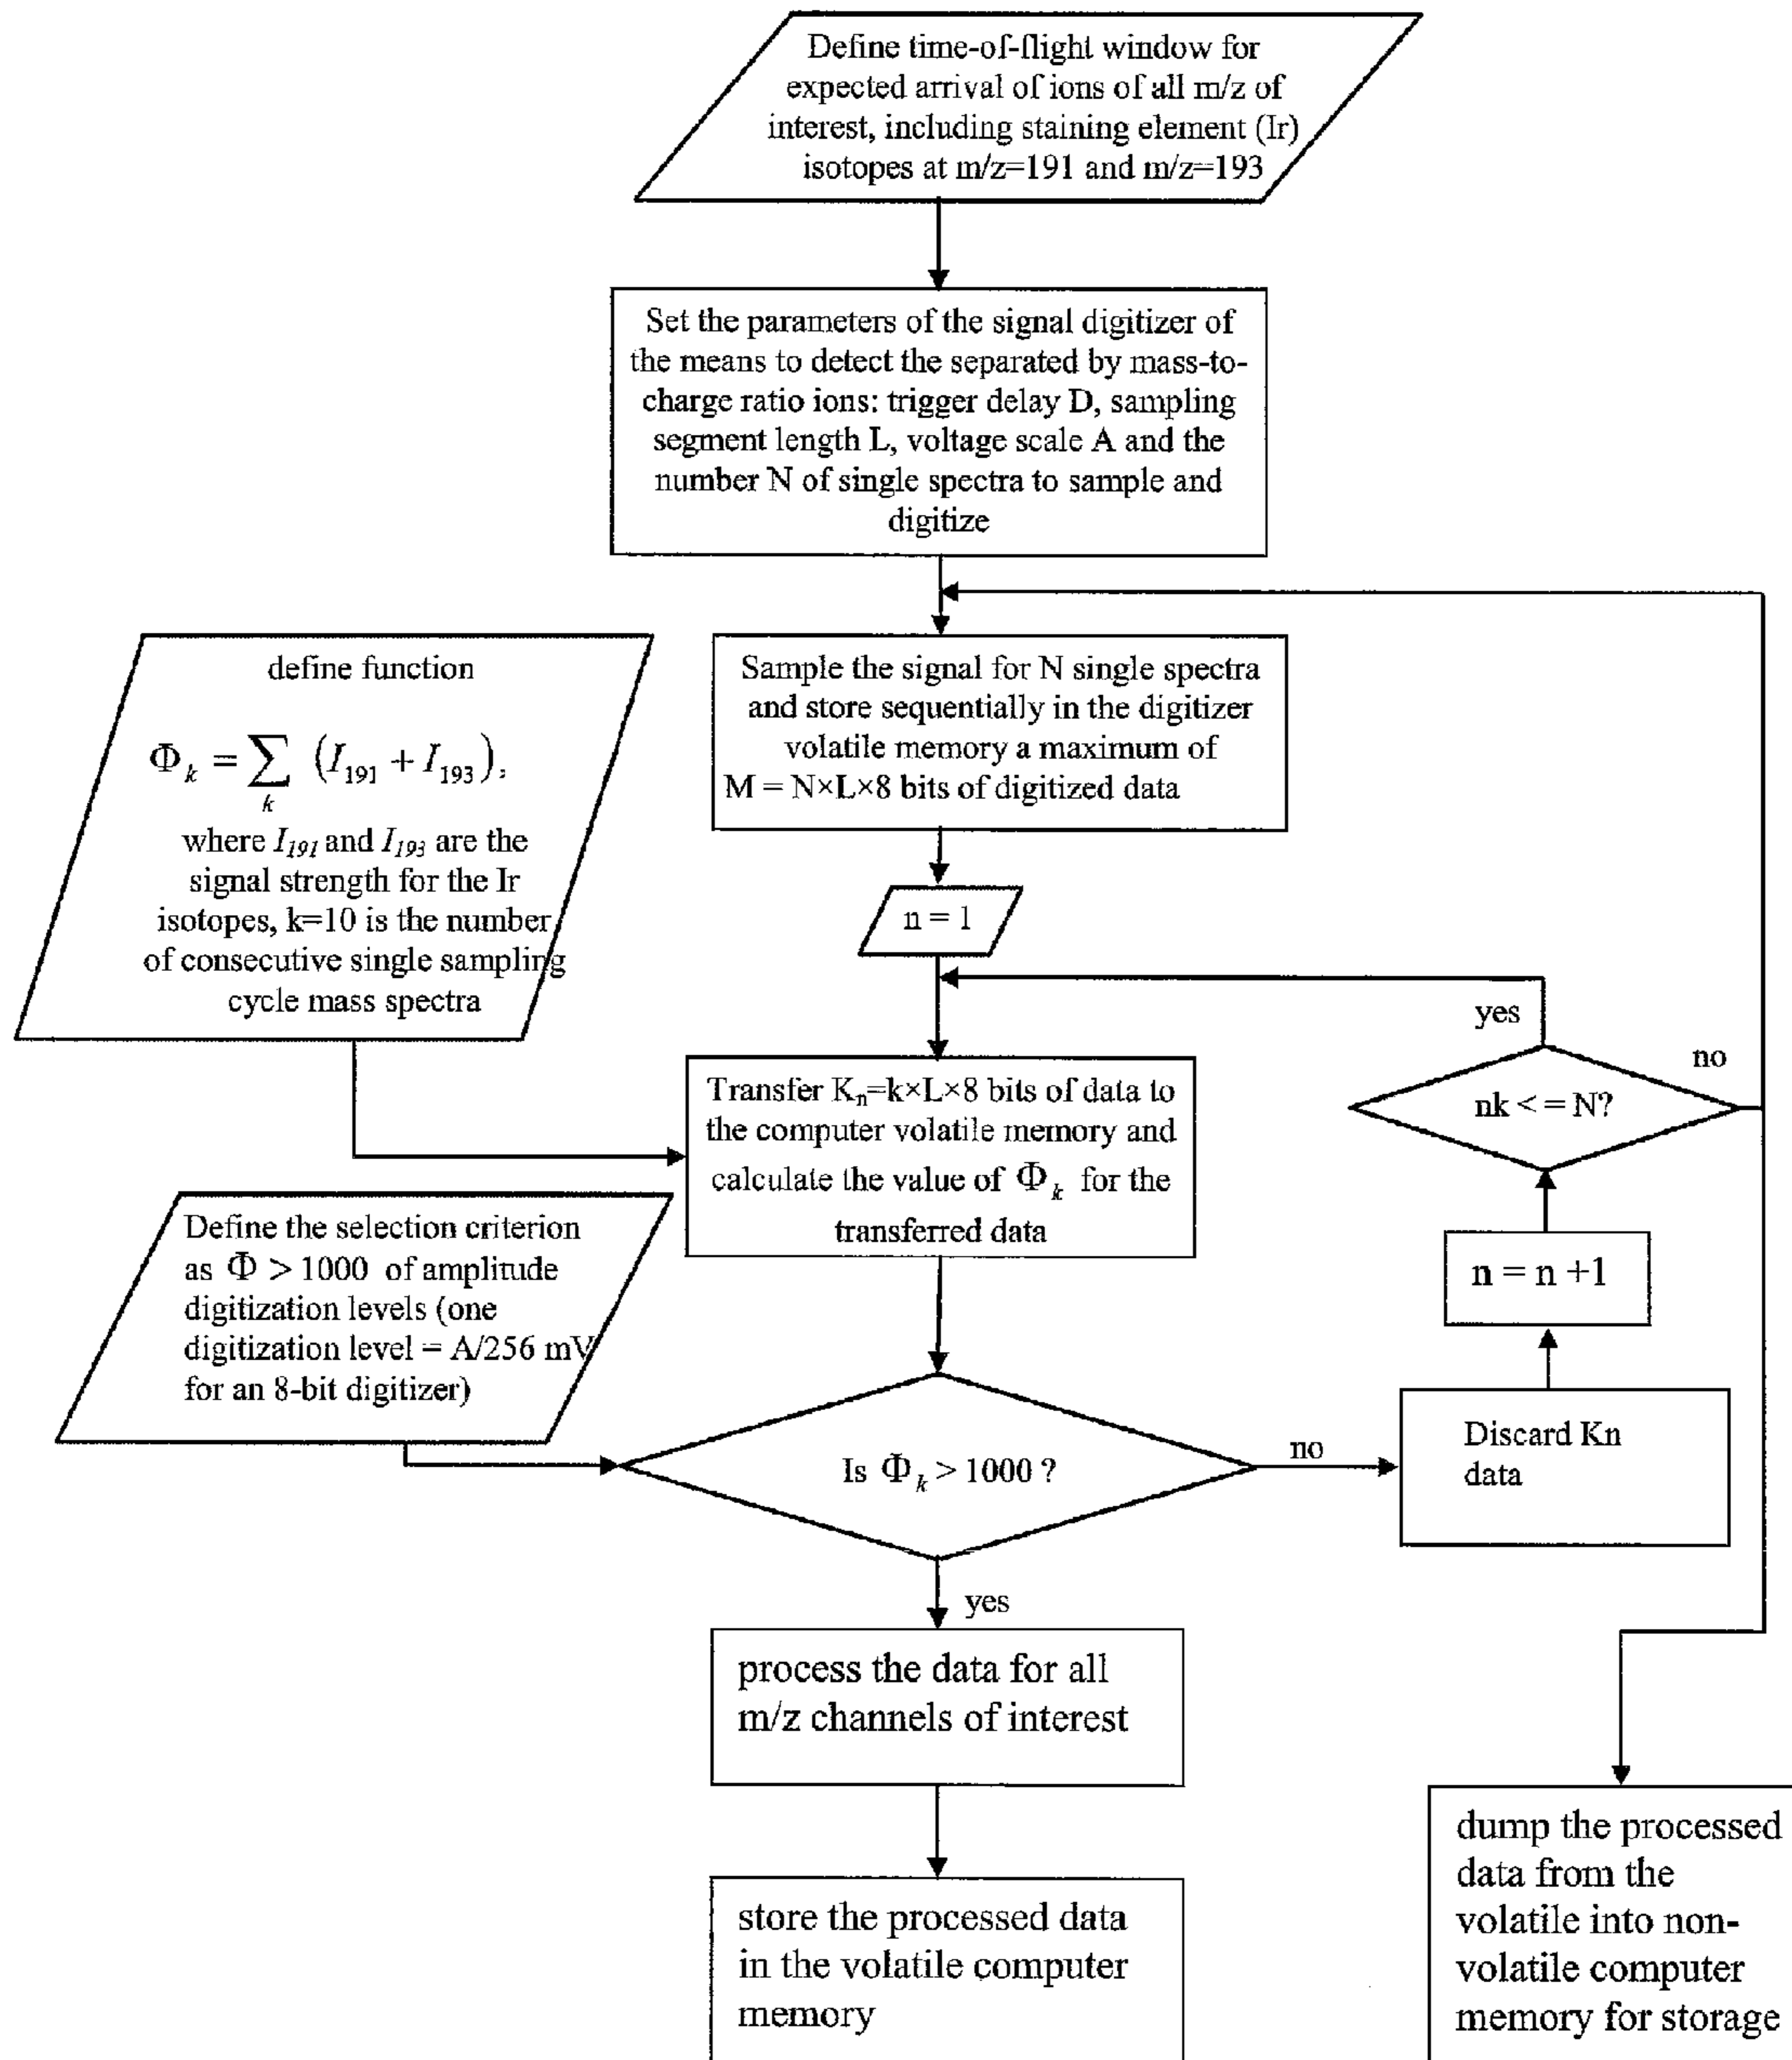 Define time-of-flight window for
expected arrival of ions of all m/z of
interest, including staining element (Ir)
isotopes at m/z=191 and m/z=193
Set the parameters of the signal digitizer of
the means to detect the separated by mass-to-
charge ratio ions: trigger delay D, sampling
segment length L, voltage scale A and the
number N of single spectra to sample and
digitize
define function
Φ_k = ∑_k (I_191 + I_193),
where I_191 and I_193 are the
signal strength for the Ir
isotopes, k=10 is the number
of consecutive single sampling
cycle mass spectra
Sample the signal for N single spectra
and store sequentially in the digitizer
volatile memory a maximum of
M = N×L×8 bits of digitized data
n = 1
yes
no
nk < = N?
Transfer K_n=k×L×8 bits of data to
the computer volatile memory and
calculate the value of Φ_k for the
transferred data
n = n +1
Define the selection criterion
as Φ > 1000 of amplitude
digitization levels (one
digitization level = A/256 mV
for an 8-bit digitizer)
Is Φ_k > 1000 ?
no
Discard Kn
data
yes
process the data for all
m/z channels of interest
store the processed data
in the volatile computer
memory
dump the processed
data from the
volatile into non-
volatile computer
memory for storage